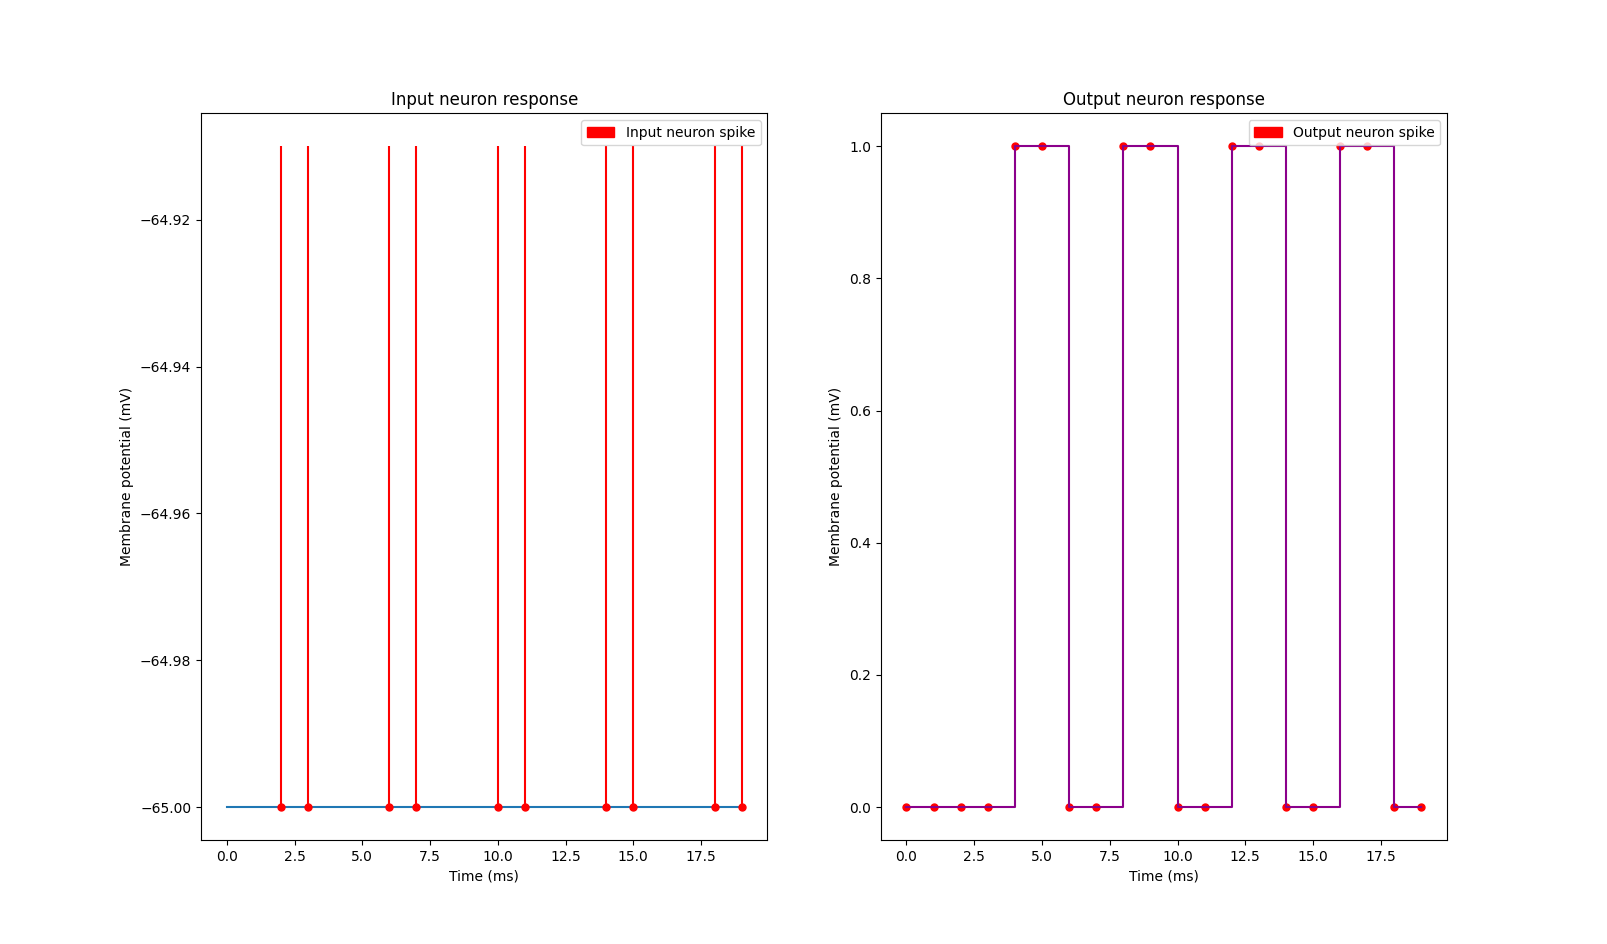 Input neuron response
Input neuron spike
−64.92
−64.94
−64.96
−64.98
−65.00
Membrane potential (mV)
0.0 2.5 5.0 7.5 10.0 12.5 15.0 17.5
Time (ms)
Output neuron response
Output neuron spike
1.0
0.8
0.6
0.4
0.2
0.0
Membrane potential (mV)
0.0 2.5 5.0 7.5 10.0 12.5 15.0 17.5
Time (ms)